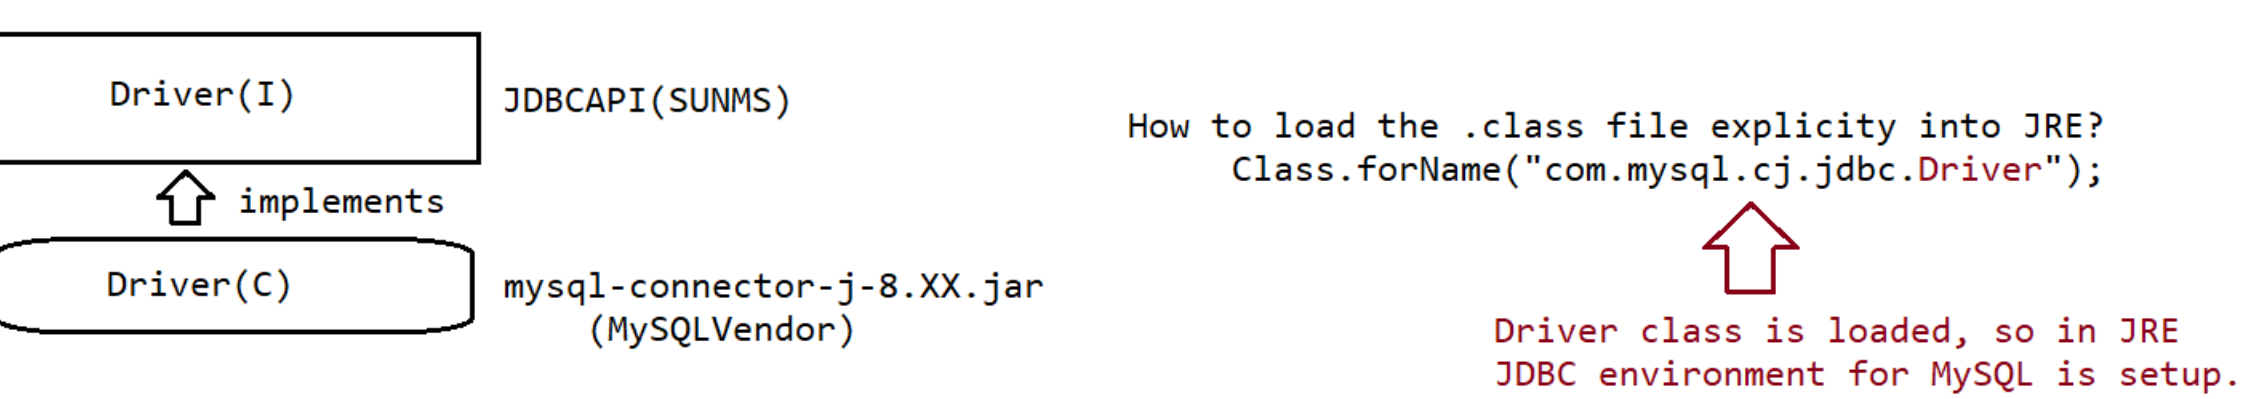 Driver(I)
JDBCAPI(SUNMS)
implements
Driver(C)
mysql-connector-j-8.XX.jar
(MySQLVendor)
How to load the .class file explicity into JRE?
Class.forName("com.mysql.cj.jdbc.Driver");
Driver class is loaded, so in JRE
JDBC environment for MySQL is setup.